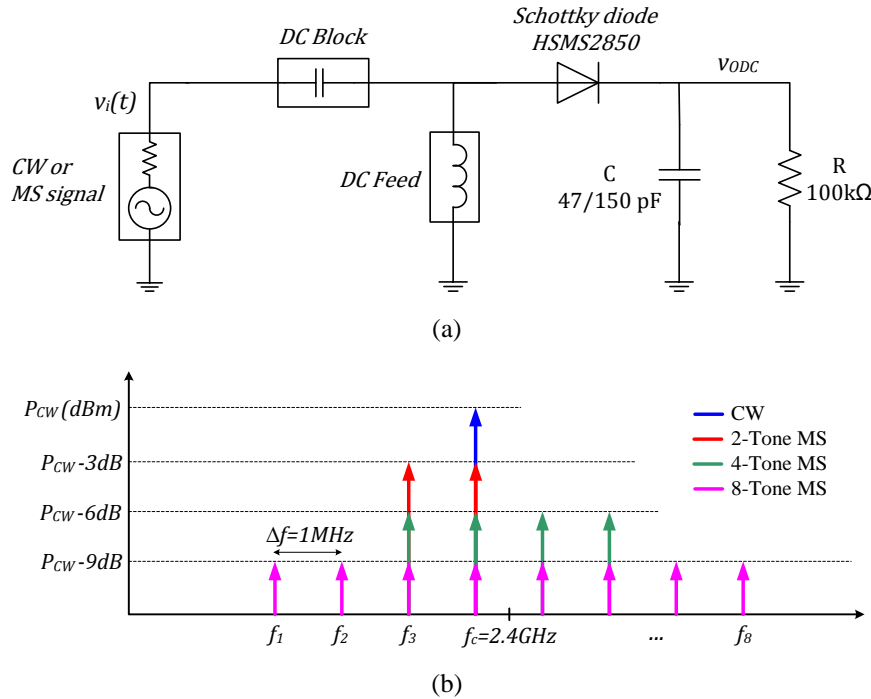 DC Block
Schottky diode
HSMS2850
vi(t)
vODC
CW or
MS signal
DC Feed
C
47/150 pF
R
100kΩ
(a)
PCW(dBm)
PCW-3dB
PCW-6dB
PCW-9dB
Δf=1MHz
CW
2-Tone MS
4-Tone MS
8-Tone MS
f1 f2 f3 fc=2.4GHz ... f8
(b)